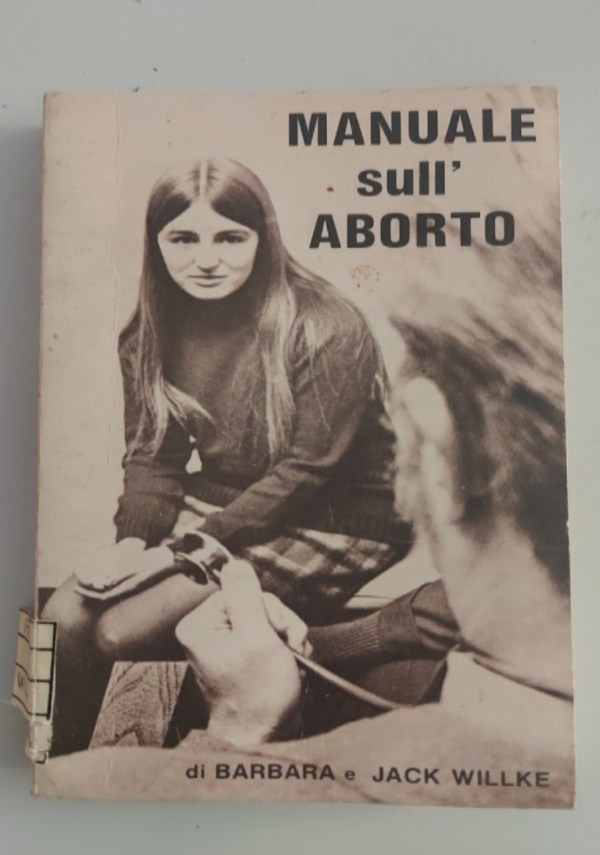 MANUALE
sull'
ABORTO
di BARBARA e JACK WILLKE